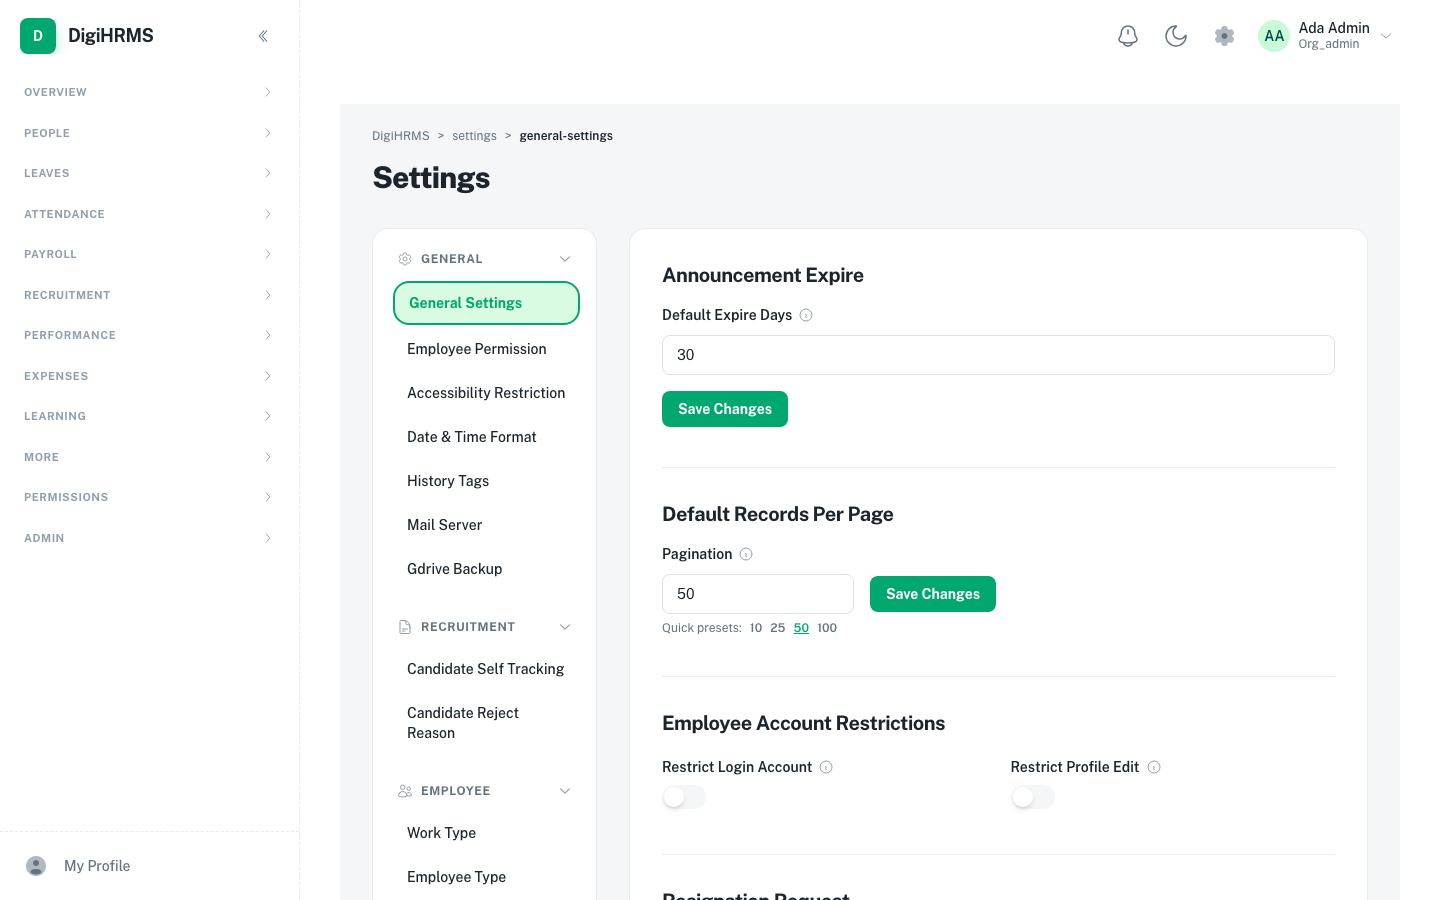 D DigiHRMS
AA Ada Admin
Org_admin
OVERVIEW
PEOPLE
LEAVES
ATTENDANCE
PAYROLL
RECRUITMENT
PERFORMANCE
EXPENSES
LEARNING
MORE
PERMISSIONS
ADMIN
My Profile
DigiHRMS > settings > general-settings
Settings
GENERAL
General Settings
Employee Permission
Accessibility Restriction
Date & Time Format
History Tags
Mail Server
Gdrive Backup
RECRUITMENT
Candidate Self Tracking
Candidate Reject
Reason
EMPLOYEE
Work Type
Employee Type
Announcement Expire
Default Expire Days
30
Save Changes
Default Records Per Page
Pagination
50 Save Changes
Quick presets: 10 25 50 100
Employee Account Restrictions
Restrict Login Account Restrict Profile Edit
Resignation Request